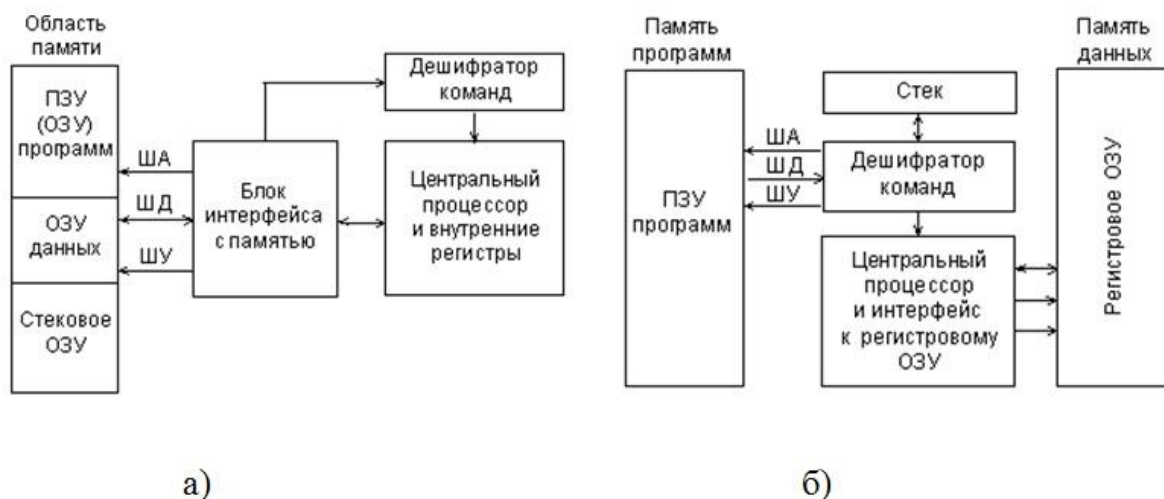 Область
памяти
ПЗУ
(ОЗУ)
программ
ОЗУ
данных
Стековое
ОЗУ
ША
ШД
ШУ
Блок
интерфейса
с памятью
Дешифратор
команд
Центральный
процессор
и внутренние
регистры
а)
Память
программ
ПЗУ
программ
ША
ШД
ШУ
Стек
Дешифратор
команд
Центральный
процессор
и интерфейс
к регистровому
ОЗУ
Память
данных
Регистровое ОЗУ
б)